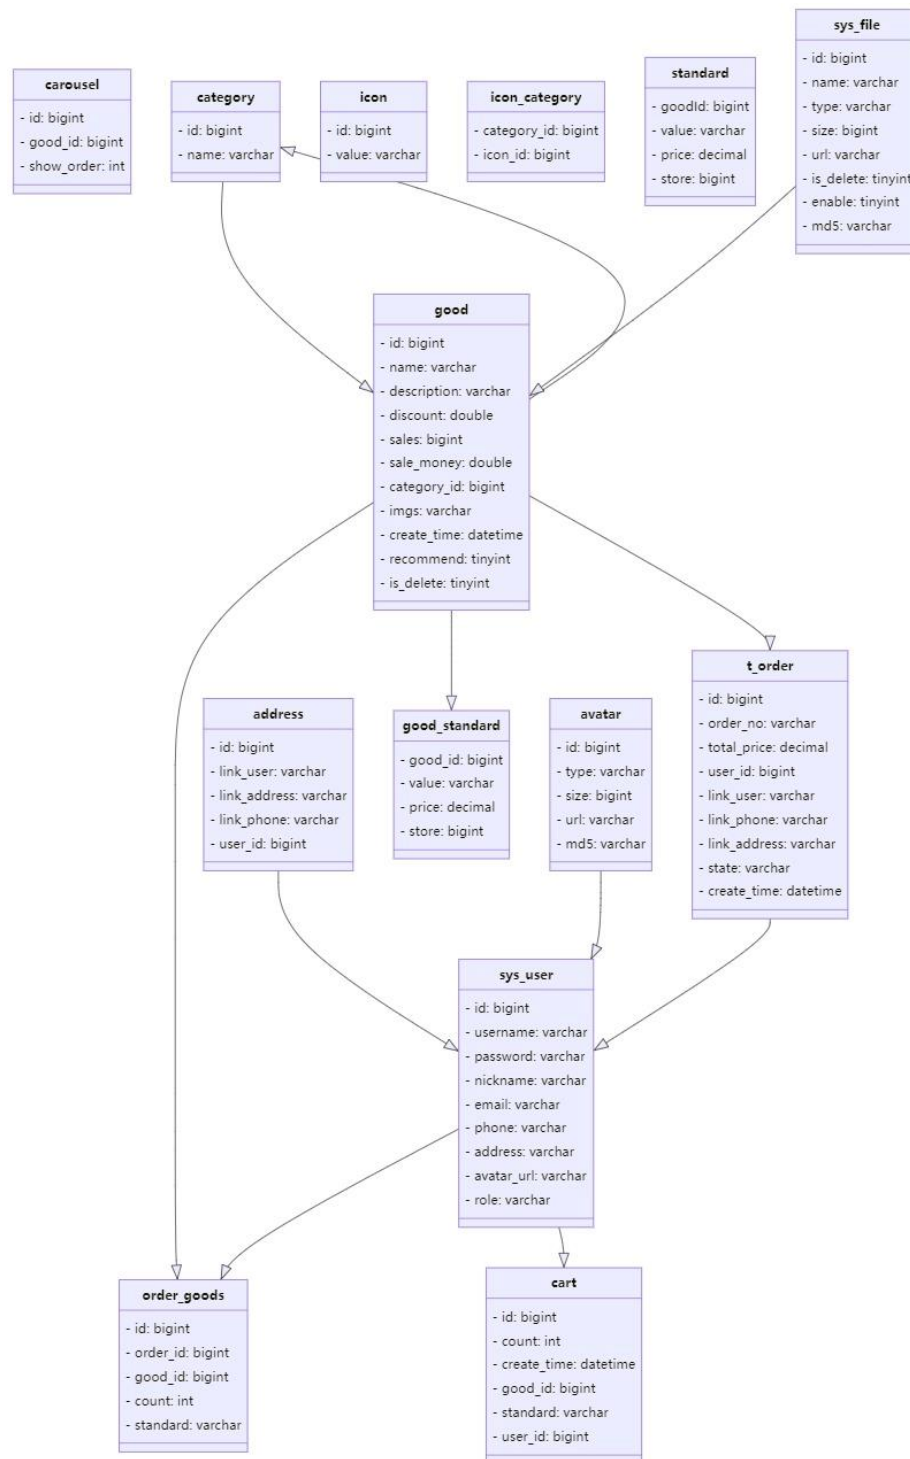 sys_file
- id: bigint
- name: varchar
- type: varchar
- size: bigint
- url: varchar
- is_delete: tinyint
- enable: tinyint
- md5: varchar
carousel
- id: bigint
- good_id: bigint
- show_order: int
category
- id: bigint
- name: varchar
icon
- id: bigint
- value: varchar
icon_category
- category_id: bigint
- icon_id: bigint
standard
- goodId: bigint
- value: varchar
- price: decimal
- store: bigint
good
- id: bigint
- name: varchar
- description: varchar
- discount: double
- sales: bigint
- sale_money: double
- category_id: bigint
- imgs: varchar
- create_time: datetime
- recommend: tinyint
- is_delete: tinyint
address
- id: bigint
- link_user: varchar
- link_address: varchar
- link_phone: varchar
- user_id: bigint
good_standard
- good_id: bigint
- value: varchar
- price: decimal
- store: bigint
avatar
- id: bigint
- type: varchar
- size: bigint
- url: varchar
- md5: varchar
t_order
- id: bigint
- order_no: varchar
- total_price: decimal
- user_id: bigint
- link_user: varchar
- link_phone: varchar
- link_address: varchar
- state: varchar
- create_time: datetime
sys_user
- id: bigint
- username: varchar
- password: varchar
- nickname: varchar
- email: varchar
- phone: varchar
- address: varchar
- avatar_url: varchar
- role: varchar
order_goods
- id: bigint
- order_id: bigint
- good_id: bigint
- count: int
- standard: varchar
cart
- id: bigint
- count: int
- create_time: datetime
- good_id: bigint
- standard: varchar
- user_id: bigint